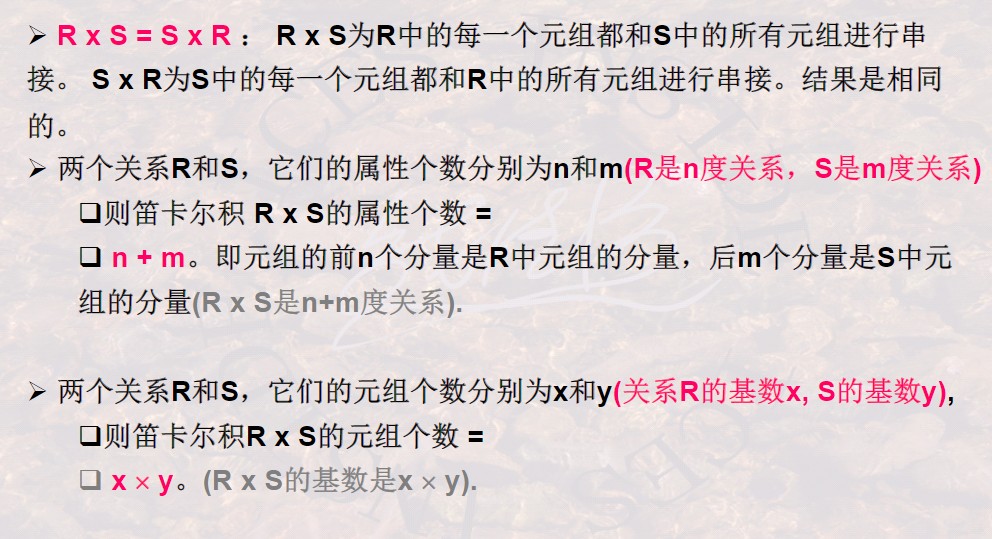 ➢ R x S = S x R ： R x S为R中的每一个元组都和S中的所有元组进行串
接。 S x R为S中的每一个元组都和R中的所有元组进行串接。结果是相同
的。
➢ 两个关系R和S，它们的属性个数分别为n和m(R是n度关系，S是m度关系)
❑则笛卡尔积 R x S的属性个数 =
❑ n + m。即元组的前n个分量是R中元组的分量，后m个分量是S中元
组的分量(R x S是n+m度关系).
➢ 两个关系R和S，它们的元组个数分别为x和y(关系R的基数x, S的基数y),
❑则笛卡尔积R x S的元组个数 =
❑ x × y。(R x S的基数是x × y).